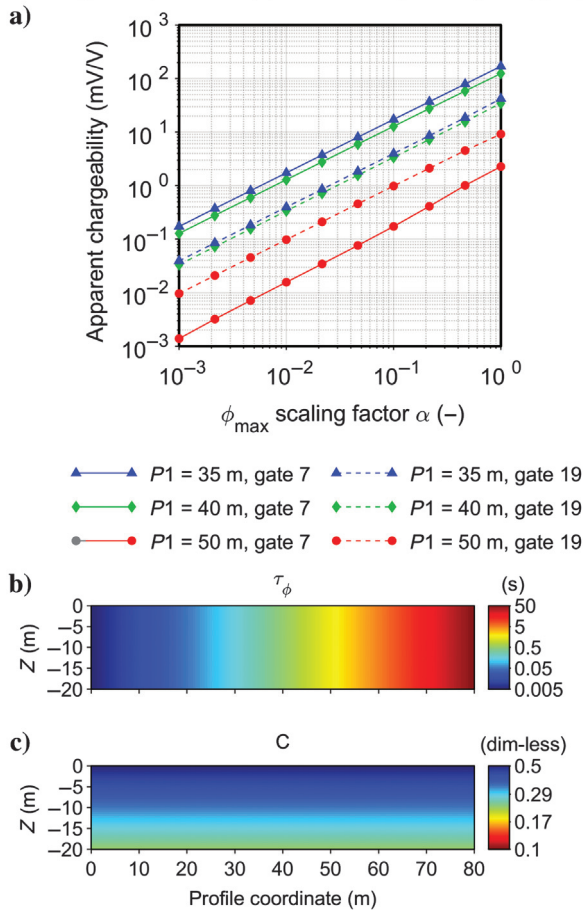 a)
10³
10²
10¹
10⁰
10⁻¹
10⁻²
10⁻³
Apparent chargeability (mV/V)
10⁻³ 10⁻² 10⁻¹ 10⁰
ϕmax scaling factor α (–)
P1 = 35 m, gate 7 P1 = 35 m, gate 19
P1 = 40 m, gate 7 P1 = 40 m, gate 19
P1 = 50 m, gate 7 P1 = 50 m, gate 19
b)
τϕ
(s)
0
–5
–10
–15
–20
Z (m)
50
5
0.5
0.05
0.005
c)
C
(dim-less)
0
–5
–10
–15
–20
Z (m)
0.5
0.29
0.17
0.1
0 10 20 30 40 50 60 70 80
Profile coordinate (m)